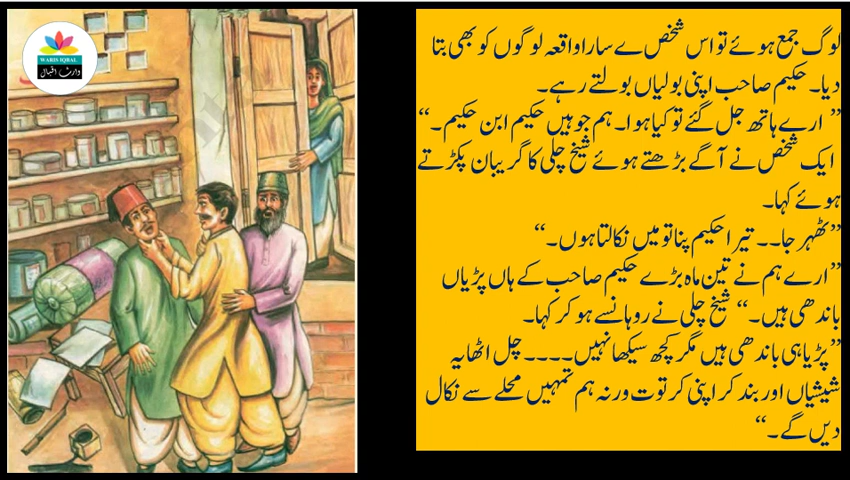 WARIS IQBAL
وارث اقبال
لوگ جمع ہوئے تو اس شخص ے سارا واقعہ لوگوں کو بھی بتا
دیا۔ حکیم صاحب اپنی بولیاں بولتے رہے۔
” ارے ہاتھ جل گئے تو کیا ہوا۔ ہم جو ہیں حکیم ابن حکیم۔“
ایک شخص نے آگے بڑھتے ہوئے شیخ چلی کا گریبان پکڑتے
ہوئے کہا۔
”ٹھہر جا۔۔ تیرا حکیم پنا تو میں نکالتا ہوں۔“
”ارے ہم نے تین ماہ بڑے حکیم صاحب کے ہاں پڑیاں
باندھی ہیں۔“ شیخ چلی نے روہانسے ہو کر کہا۔
”پڑیا ہی باندھی ہیں مگر کچھ سیکھا نہیں۔۔۔۔ چل اٹھا یہ
شیشیاں اور بند کر اپنی کرتوت ورنہ ہم تمہیں محلے سے نکال
دیں گے۔“